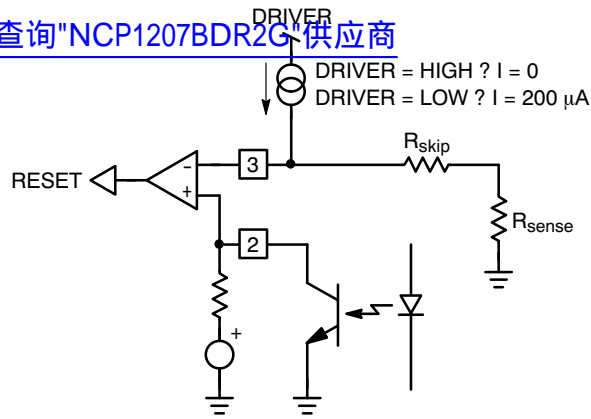 DRIVER
查询"NCP1207BDR2G"供应商
DRIVER = HIGH ? I = 0
DRIVER = LOW ? I = 200 μA
Rskip
3
-
RESET
+
Rsense
2
+